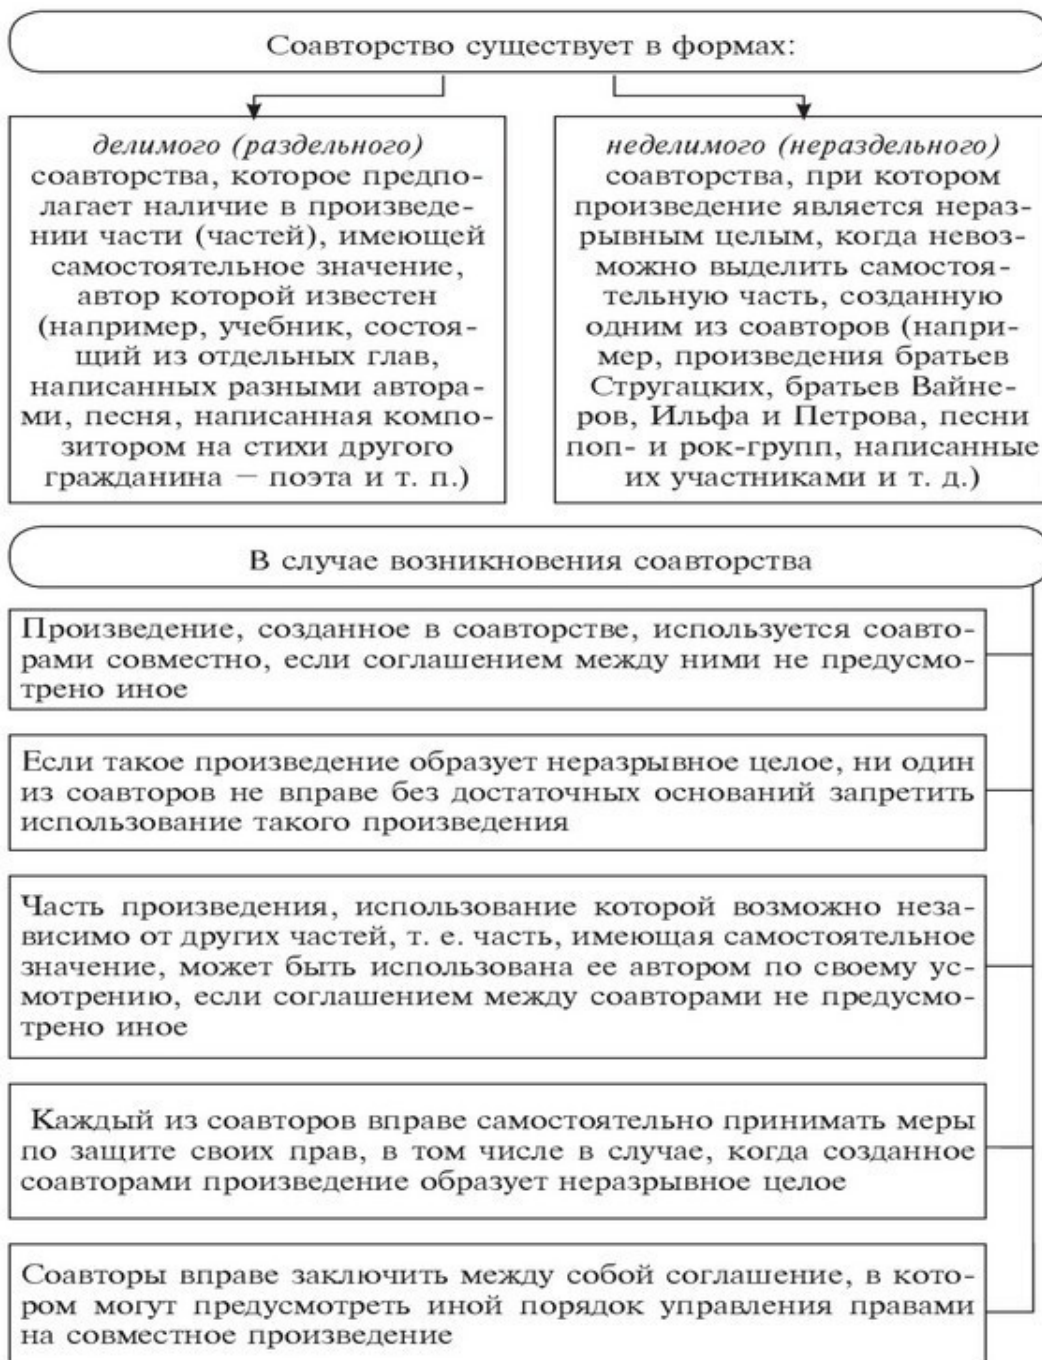 Соавторство существует в формах:
делимого (раздельного)
соавторства, которое предпо-
лагает наличие в произведе-
нии части (частей), имеющей
самостоятельное значение,
автор которой известен
(например, учебник, состоя-
щий из отдельных глав,
написанных разными автора-
ми, песня, написанная компо-
зитором на стихи другого
гражданина – поэта и т. п.)
неделимого (нераздельного)
соавторства, при котором
произведение является нераз-
рывным целым, когда невоз-
можно выделить самостоя-
тельную часть, созданную
одним из соавторов (напри-
мер, произведения братьев
Стругацких, братьев Вайне-
ров, Ильфа и Петрова, песни
поп- и рок-групп, написанные
их участниками и т. д.)
В случае возникновения соавторства
Произведение, созданное в соавторстве, используется соавто-
рами совместно, если соглашением между ними не предусмо-
трено иное
Если такое произведение образует неразрывное целое, ни один
из соавторов не вправе без достаточных оснований запретить
использование такого произведения
Часть произведения, использование которой возможно неза-
висимо от других частей, т. е. часть, имеющая самостоятельное
значение, может быть использована ее автором по своему ус-
мотрению, если соглашением между соавторами не предусмо-
трено иное
Каждый из соавторов вправе самостоятельно принимать меры
по защите своих прав, в том числе в случае, когда созданное
соавторами произведение образует неразрывное целое
Соавторы вправе заключить между собой соглашение, в кото-
ром могут предусмотреть иной порядок управления правами
на совместное произведение